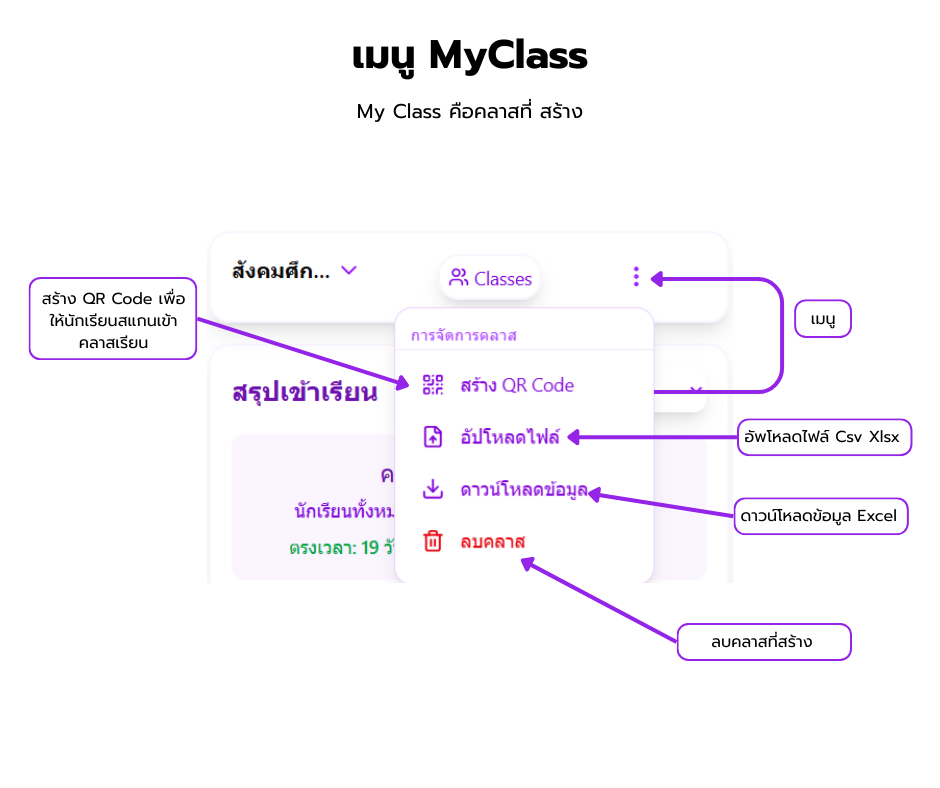 เมนู MyClass
My Class คือคลาสที่ สร้าง
สังคมศึก...
Classes
สร้าง QR Code เพื่อ
ให้นักเรียนสแกนเข้า
คลาสเรียน
เมนู
การจัดการคลาส
สรุปเข้าเรียน
สร้าง QR Code
อัปโหลดไฟล์
อัพโหลดไฟล์ Csv Xlsx
ค
ดาวน์โหลดข้อมูล
นักเรียนทั้งหม
ดาวน์โหลดข้อมูล Excel
ตรงเวลา: 19 วั
ลบคลาส
ลบคลาสที่สร้าง